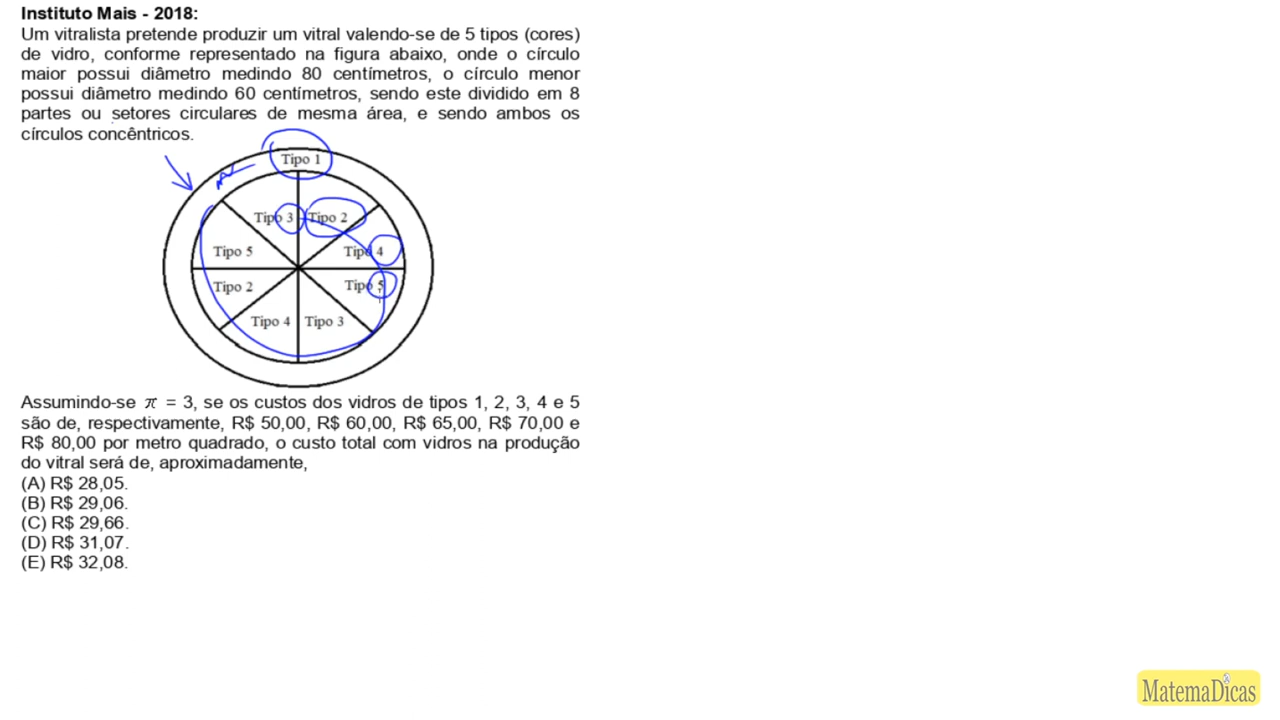 Instituto Mais - 2018:
Um vitralista pretende produzir um vitral valendo-se de 5 tipos (cores)
de vidro, conforme representado na figura abaixo, onde o círculo
maior possui diâmetro medindo 80 centímetros, o círculo menor
possui diâmetro medindo 60 centímetros, sendo este dividido em 8
partes ou setores circulares de mesma área, e sendo ambos os
círculos concêntricos.
Tipo 1
Tipo 3 Tipo 2
Tipo 5 Tipo 4
Tipo 2 Tipo 5
Tipo 4 Tipo 3
Assumindo-se π = 3, se os custos dos vidros de tipos 1, 2, 3, 4 e 5
são de, respectivamente, R$ 50,00, R$ 60,00, R$ 65,00, R$ 70,00 e
R$ 80,00 por metro quadrado, o custo total com vidros na produção
do vitral será de, aproximadamente,
(A) R$ 28,05.
(B) R$ 29,06.
(C) R$ 29,66.
(D) R$ 31,07.
(E) R$ 32,08.
MatemaDicas